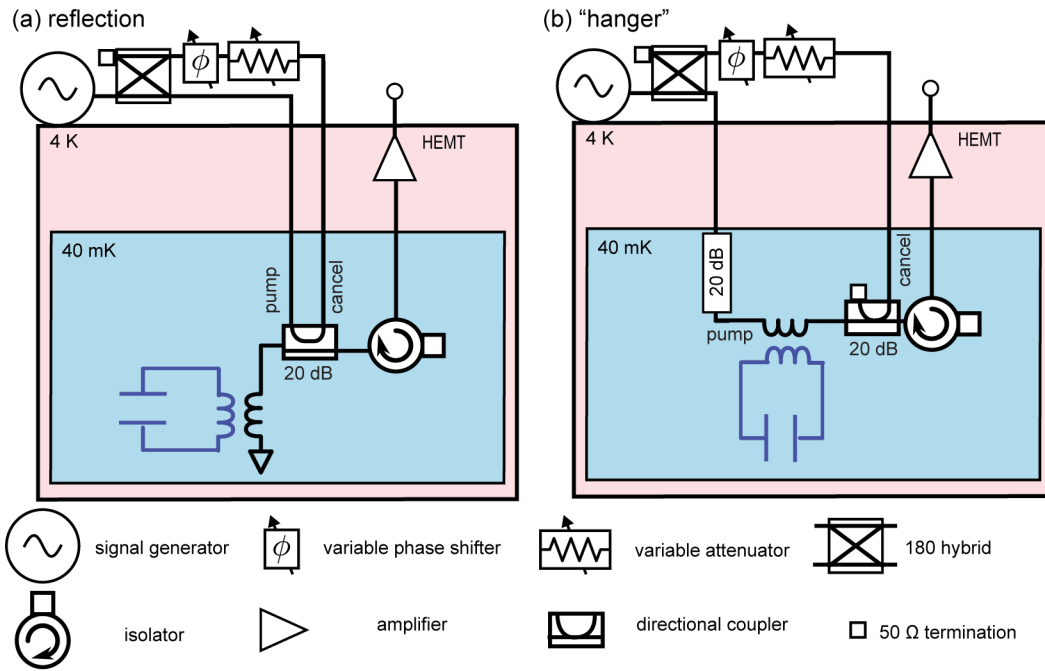 (a) reflection
ϕ
4 K
HEMT
40 mK
pump
cancel
20 dB
(b) “hanger”
ϕ
4 K
HEMT
40 mK
20 dB
cancel
pump
20 dB
signal generator
ϕ
variable phase shifter
variable attenuator
180 hybrid
isolator
amplifier
directional coupler
50 Ω termination